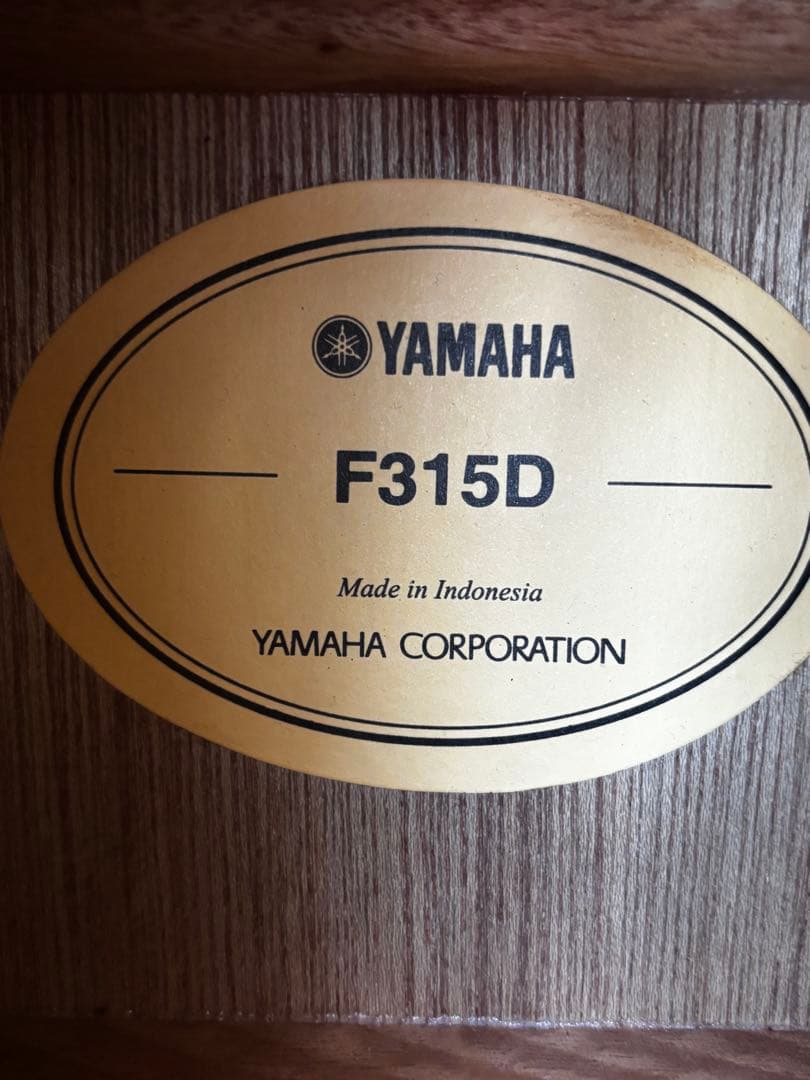 YAMAHA
F315D
Made in Indonesia
YAMAHA CORPORATION